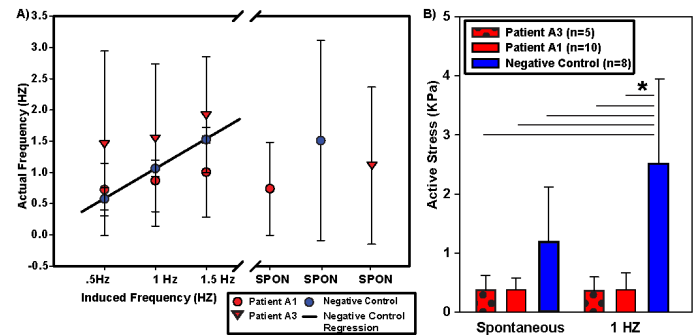 A)
Actual Frequency (HZ)
3.5
3.0
2.5
2.0
1.5
1.0
0.5
0.0
-0.5
.5Hz 1 Hz 1.5 Hz SPON SPON SPON
Induced Frequency (HZ)
Patient A1 Negative Control
Patient A3 Negative Control
Regression
B)
Active Stress (KPa)
5
4
3
2
1
0
Patient A3 (n=5)
Patient A1 (n=10)
Negative Control (n=8)
*
Spontaneous 1 HZ